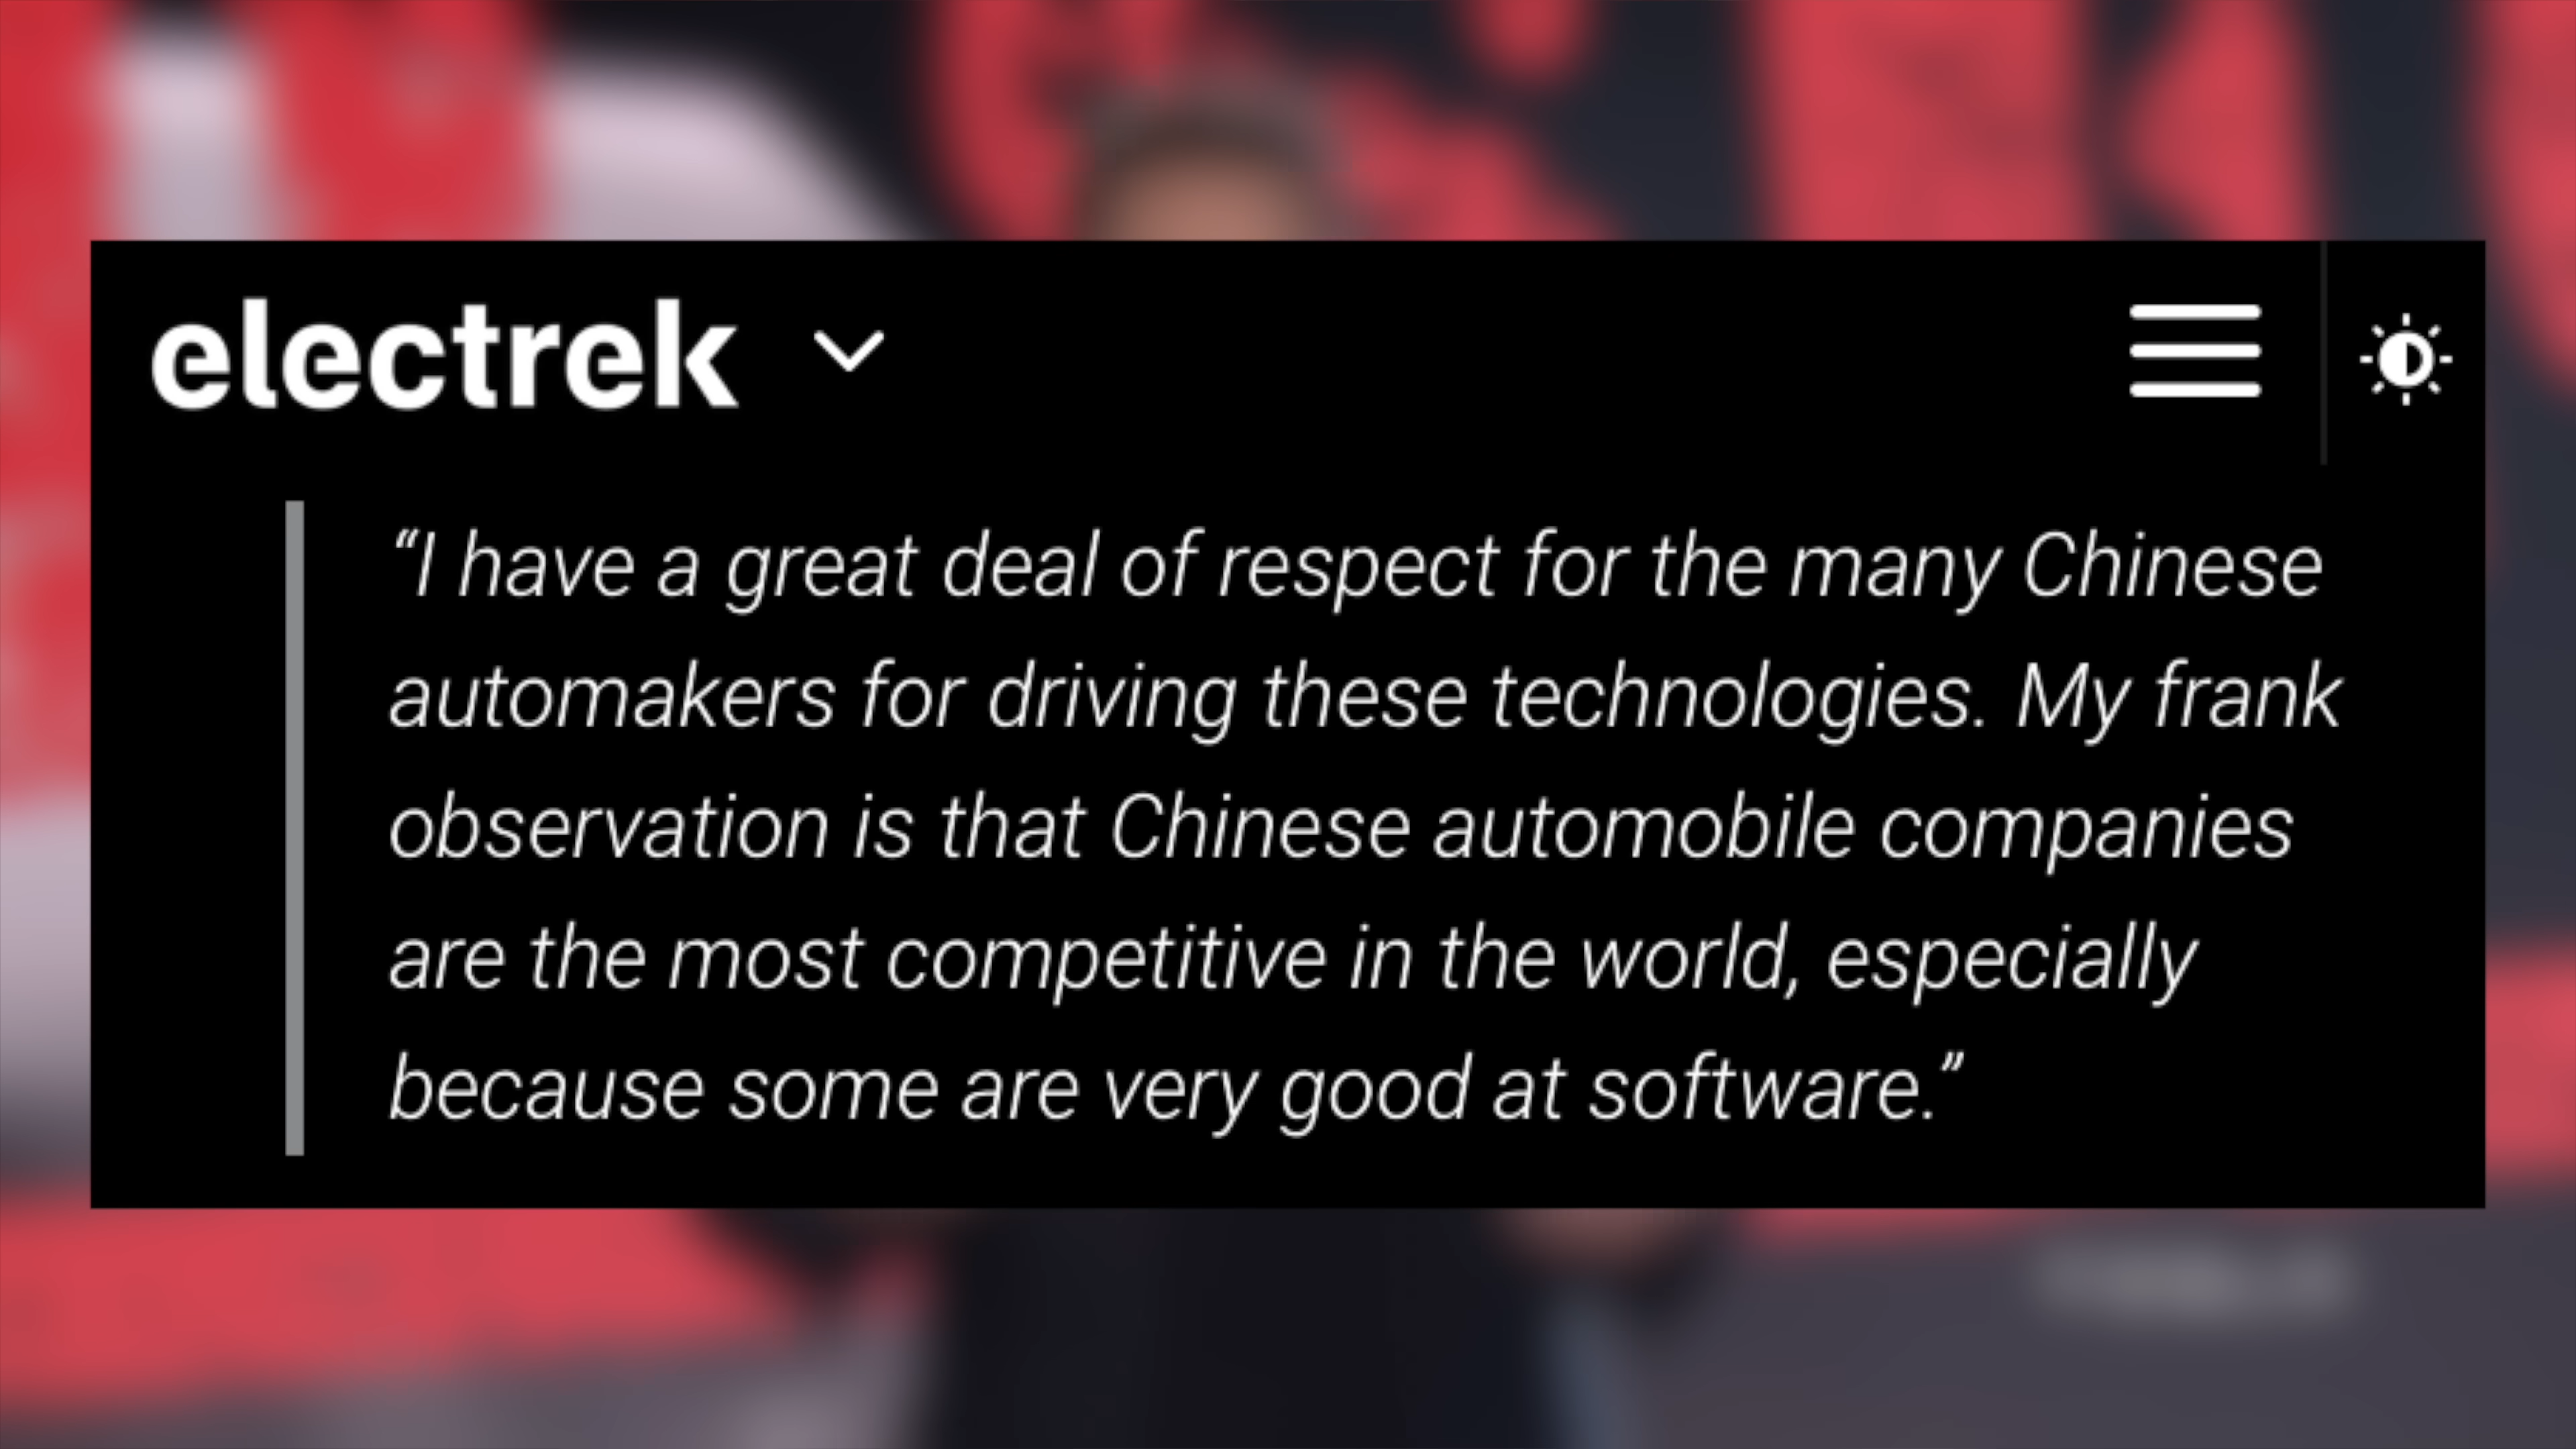 electrek
“I have a great deal of respect for the many Chinese
automakers for driving these technologies. My frank
observation is that Chinese automobile companies
are the most competitive in the world, especially
because some are very good at software.”